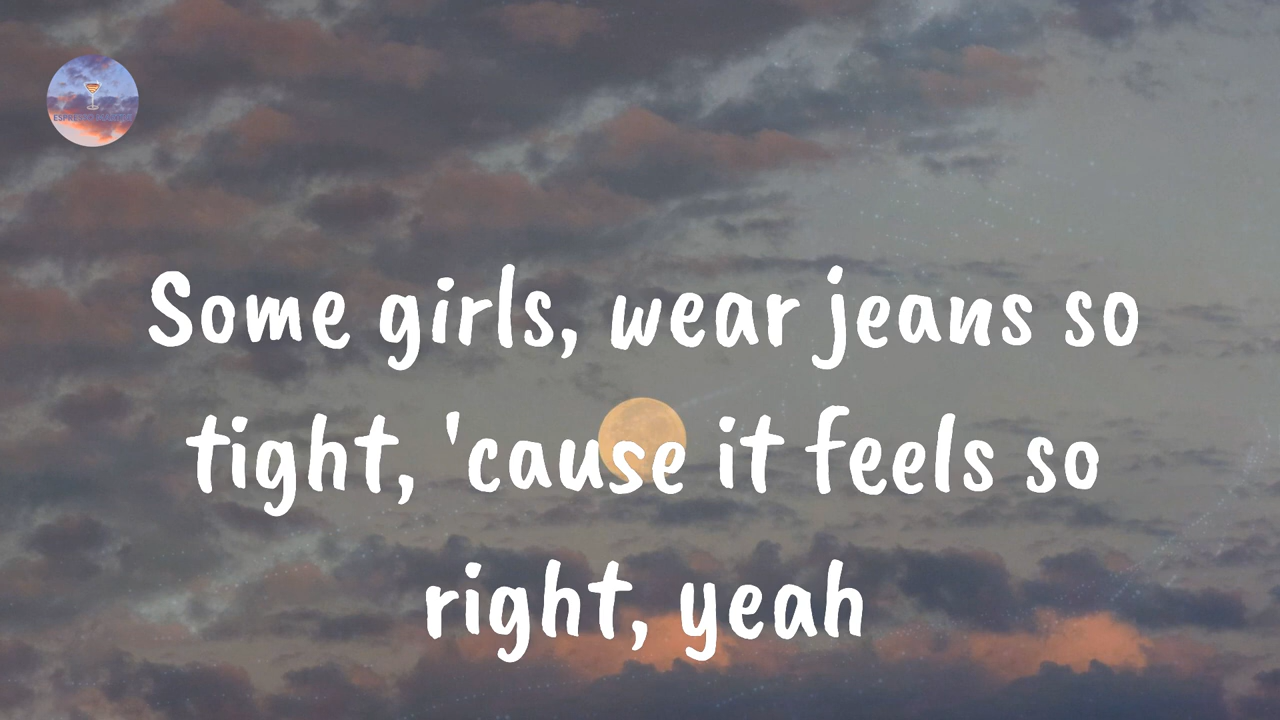 Some girls, wear jeans so
tight, 'cause it feels so
right, yeah